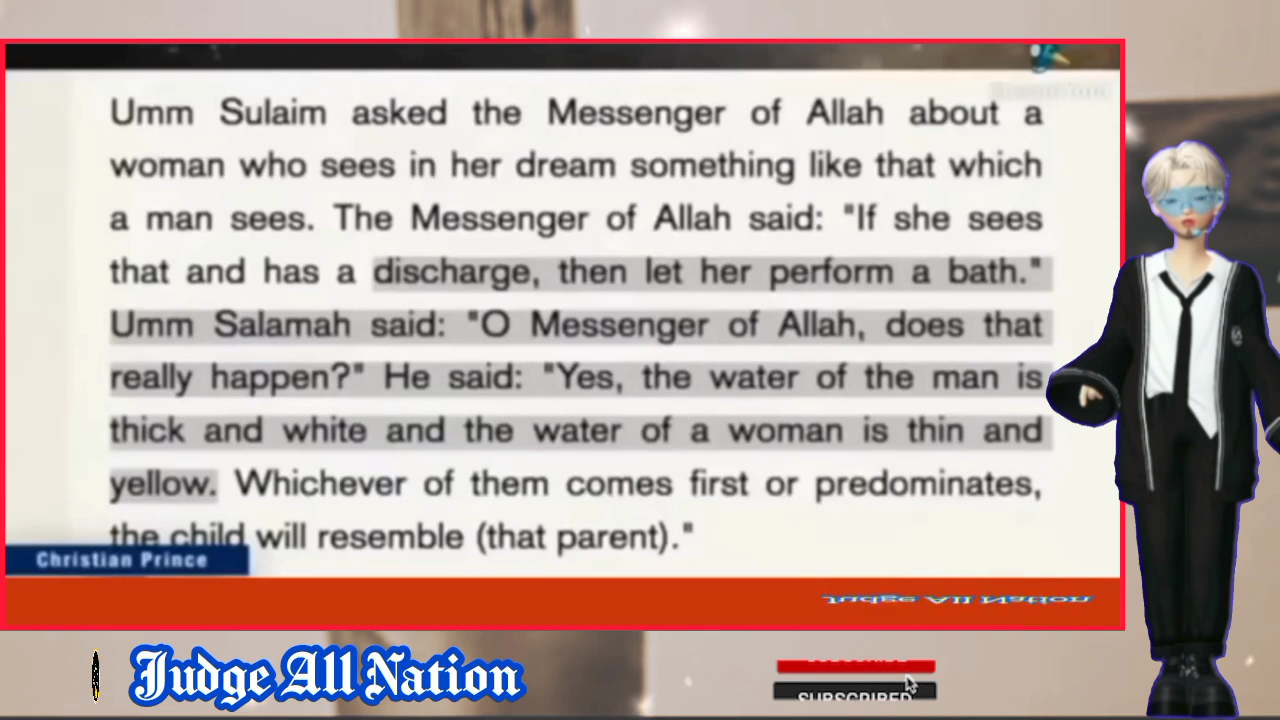 Umm Sulaim asked the Messenger of Allah about a
woman who sees in her dream something like that which
a man sees. The Messenger of Allah said: "If she sees
that and has a discharge, then let her perform a bath."
Umm Salamah said: "O Messenger of Allah, does that
really happen?" He said: "Yes, the water of the man is
thick and white and the water of a woman is thin and
yellow. Whichever of them comes first or predominates,
the child will resemble (that parent)."
Christian Prince
Judge All Nation
Judge All Nation
SUBSCRIBE
SUBSCRIBED